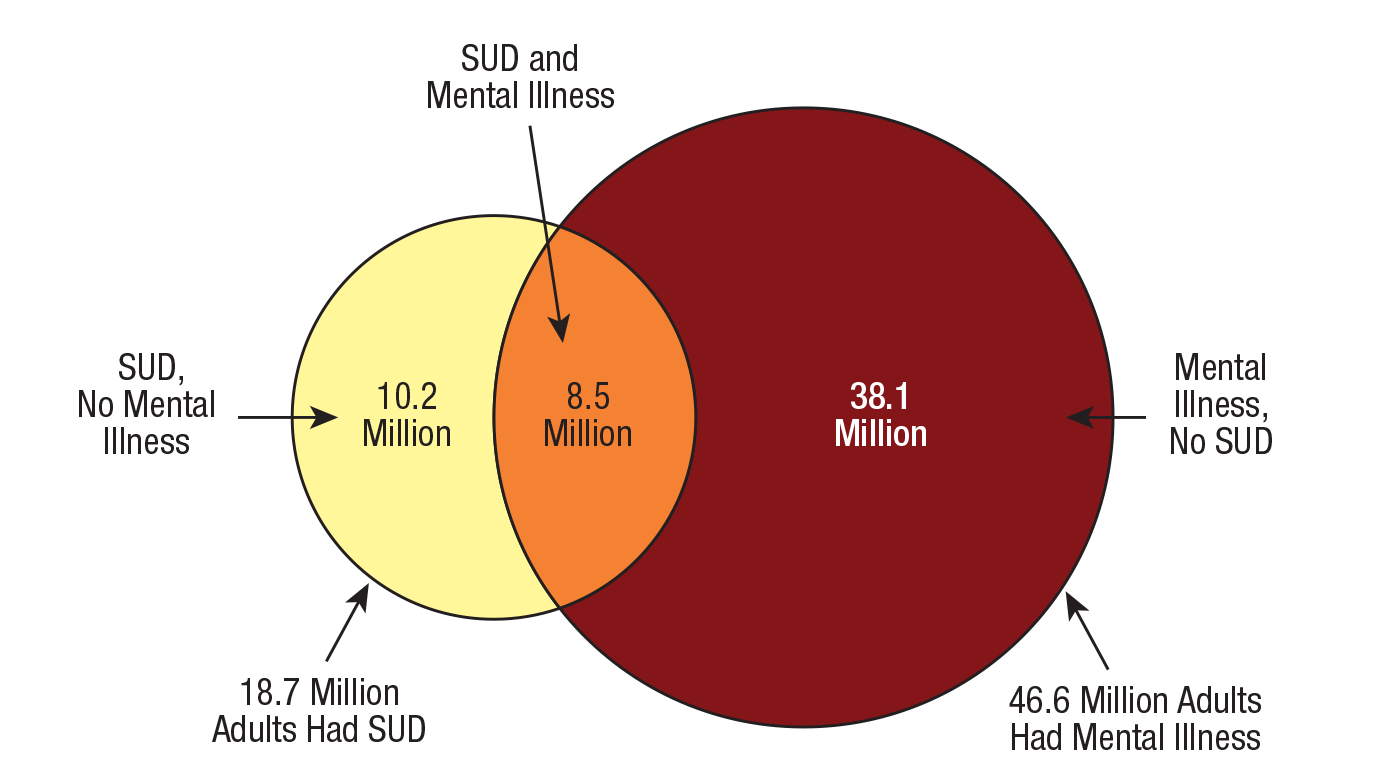 SUD and
Mental Illness
SUD,
No Mental
Illness
10.2
Million
8.5
Million
38.1
Million
Mental
Illness,
No SUD
18.7 Million
Adults Had SUD
46.6 Million Adults
Had Mental Illness